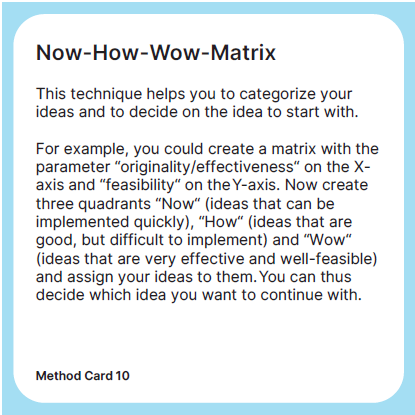 Now-How-Wow-Matrix
This technique helps you to categorize your
ideas and to decide on the idea to start with.
For example, you could create a matrix with the
parameter “originality/effectiveness“ on the X-
axis and “feasibility“ on the Y-axis. Now create
three quadrants “Now“ (ideas that can be
implemented quickly), “How“ (ideas that are
good, but difficult to implement) and “Wow“
(ideas that are very effective and well-feasible)
and assign your ideas to them. You can thus
decide which idea you want to continue with.
Method Card 10